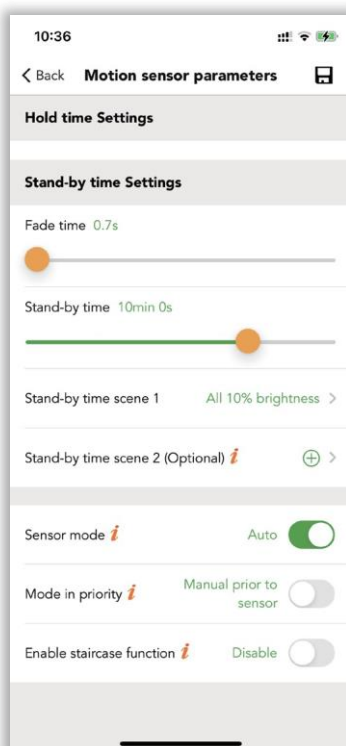 10:36
Back Motion sensor parameters
Hold time Settings
Stand-by time Settings
Fade time 0.7s
Stand-by time 10min 0s
Stand-by time scene 1 All 10% brightness
Stand-by time scene 2 (Optional) i
Sensor mode i Auto
Mode in priority i Manual prior to
sensor
Enable staircase function i Disable